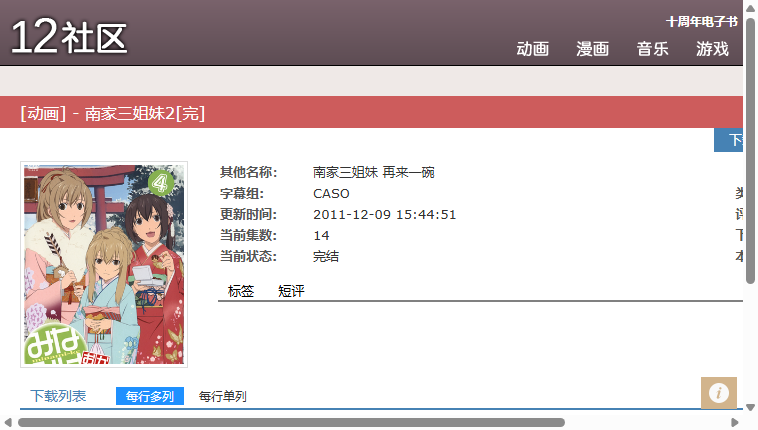 12社区
十周年电子书
动画 漫画 音乐 游戏
[动画] - 南家三姐妹2[完]
下
其他名称: 南家三姐妹 再来一碗
字幕组: CASO
更新时间: 2011-12-09 15:44:51
当前集数: 14
当前状态: 完结
标签 短评
4
みな
下载列表 每行多列 每行单列
i